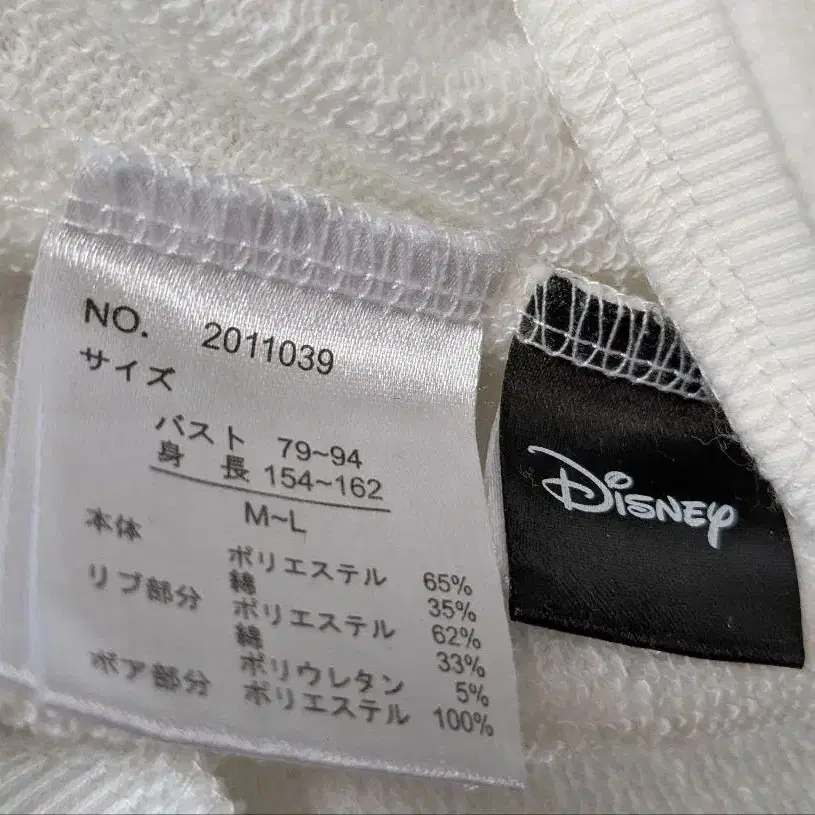 NO. 2011039
サイズ
バスト 79~94
身 長 154~162
M~L
本体 ポリエステル 65%
綿 35%
リブ部分 ポリエステル 62%
綿 33%
ポリウレタン 5%
ボア部分 ポリエステル 100%
Disney